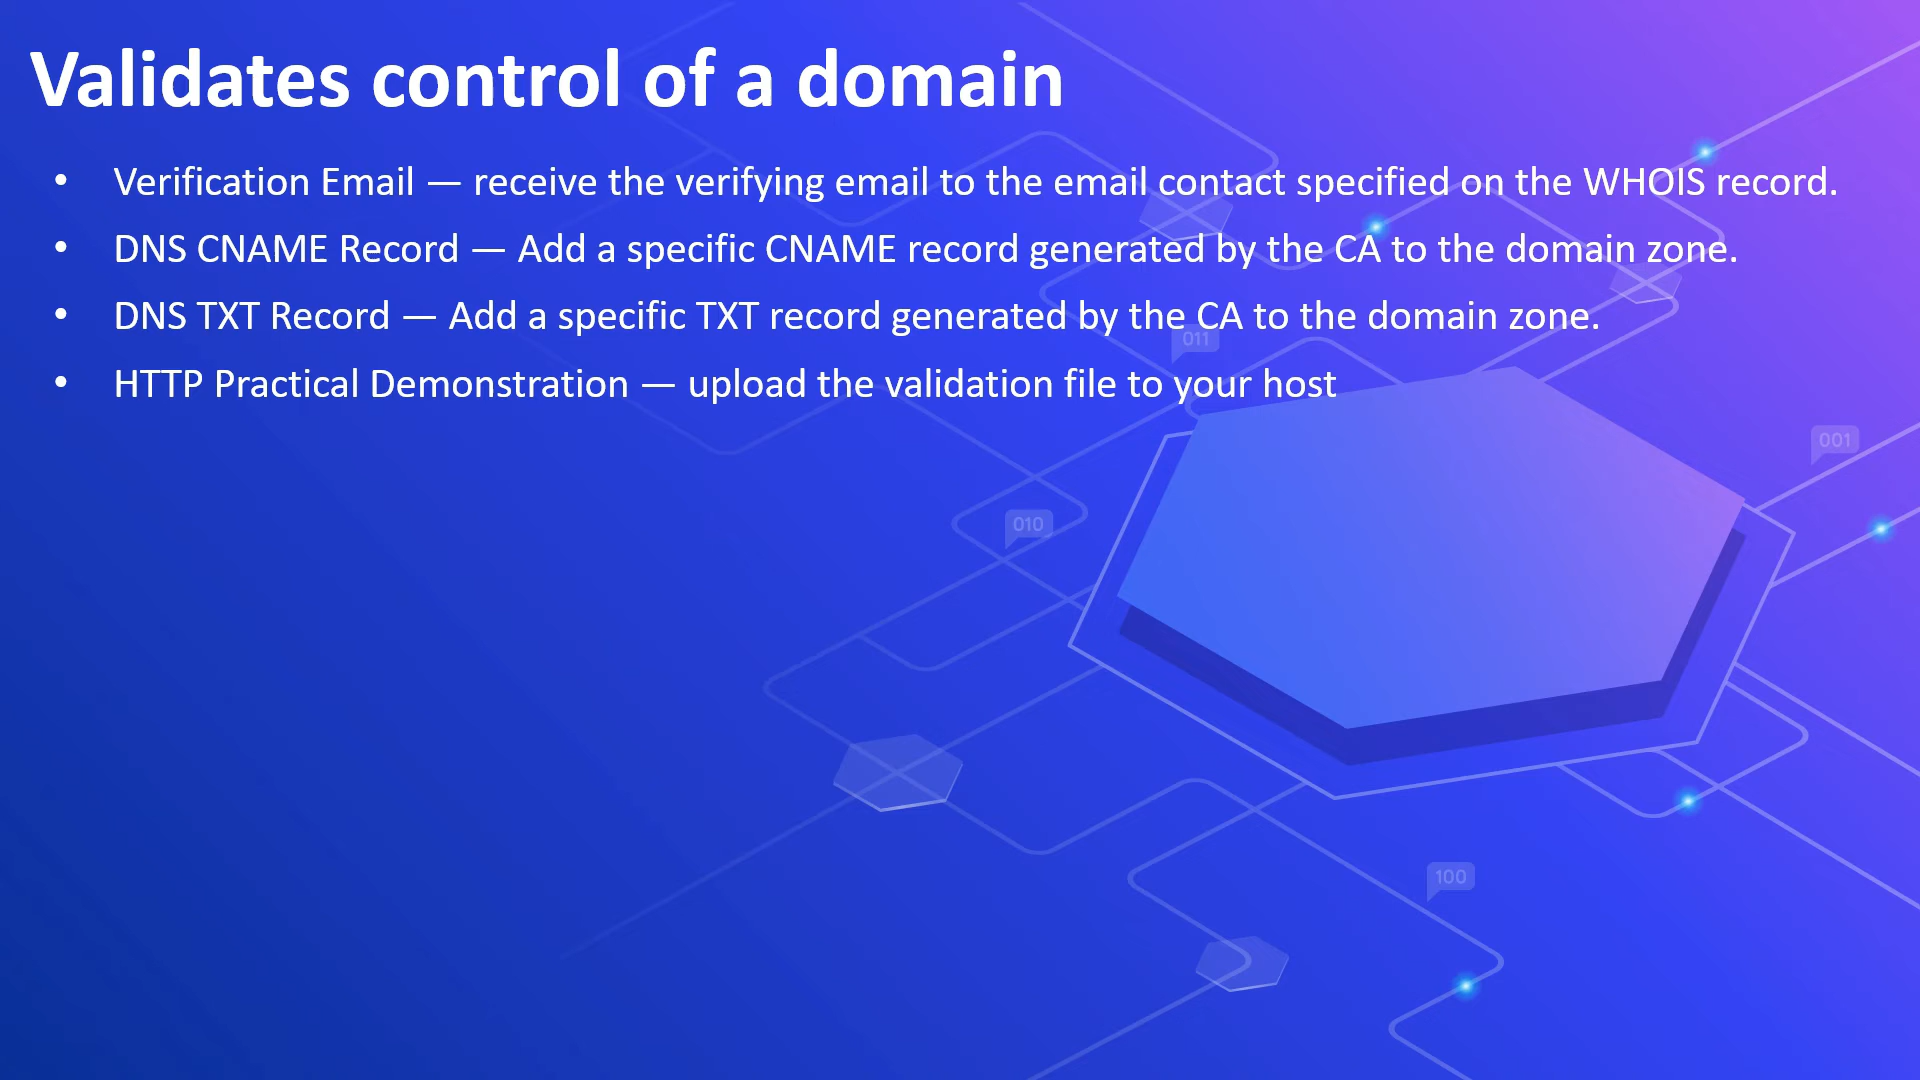 Validates control of a domain
• Verification Email — receive the verifying email to the email contact specified on the WHOIS record.
• DNS CNAME Record — Add a specific CNAME record generated by the CA to the domain zone.
• DNS TXT Record — Add a specific TXT record generated by the CA to the domain zone.
• HTTP Practical Demonstration — upload the validation file to your host
011
001
010
100